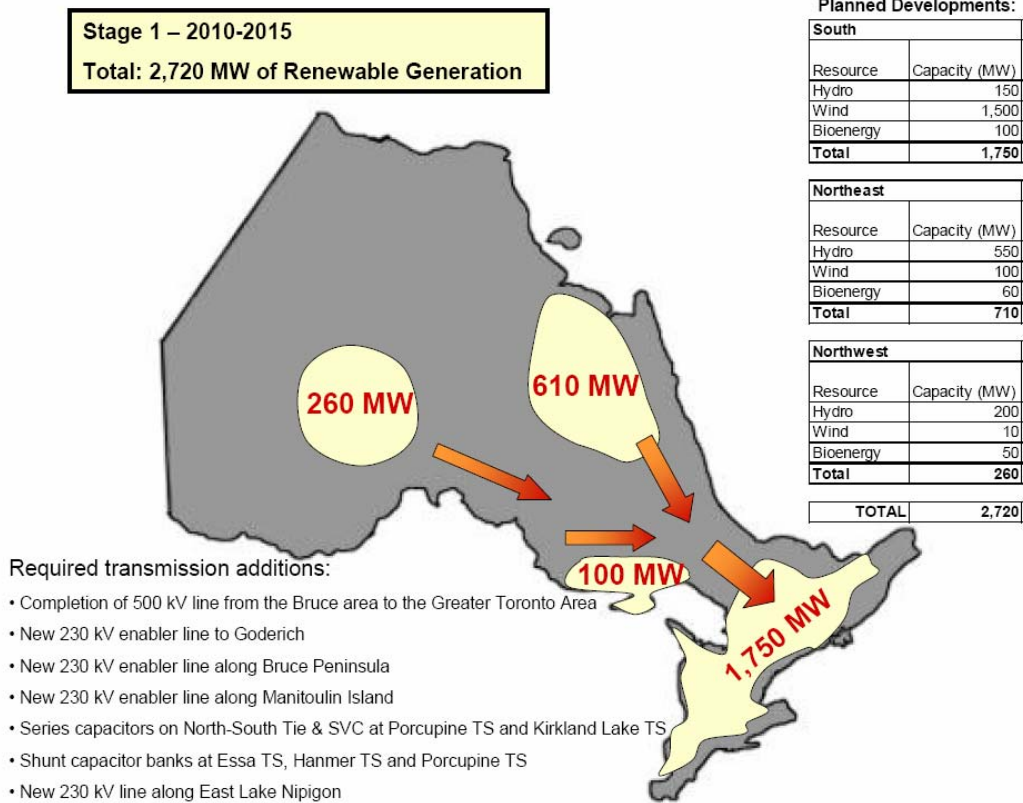 Stage 1 – 2010-2015
Total: 2,720 MW of Renewable Generation
Planned Developments:
South
Resource Capacity (MW)
Hydro 150
Wind 1,500
Bioenergy 100
Total 1,750
Northeast
Resource Capacity (MW)
Hydro 550
Wind 100
Bioenergy 60
Total 710
Northwest
Resource Capacity (MW)
Hydro 200
Wind 10
Bioenergy 50
Total 260
TOTAL 2,720
260 MW
610 MW
100 MW
1,750 MW
Required transmission additions:
• Completion of 500 kV line from the Bruce area to the Greater Toronto Area
• New 230 kV enabler line to Goderich
• New 230 kV enabler line along Bruce Peninsula
• New 230 kV enabler line along Manitoulin Island
• Series capacitors on North-South Tie & SVC at Porcupine TS and Kirkland Lake TS
• Shunt capacitor banks at Essa TS, Hanmer TS and Porcupine TS
• New 230 kV line along East Lake Nipigon